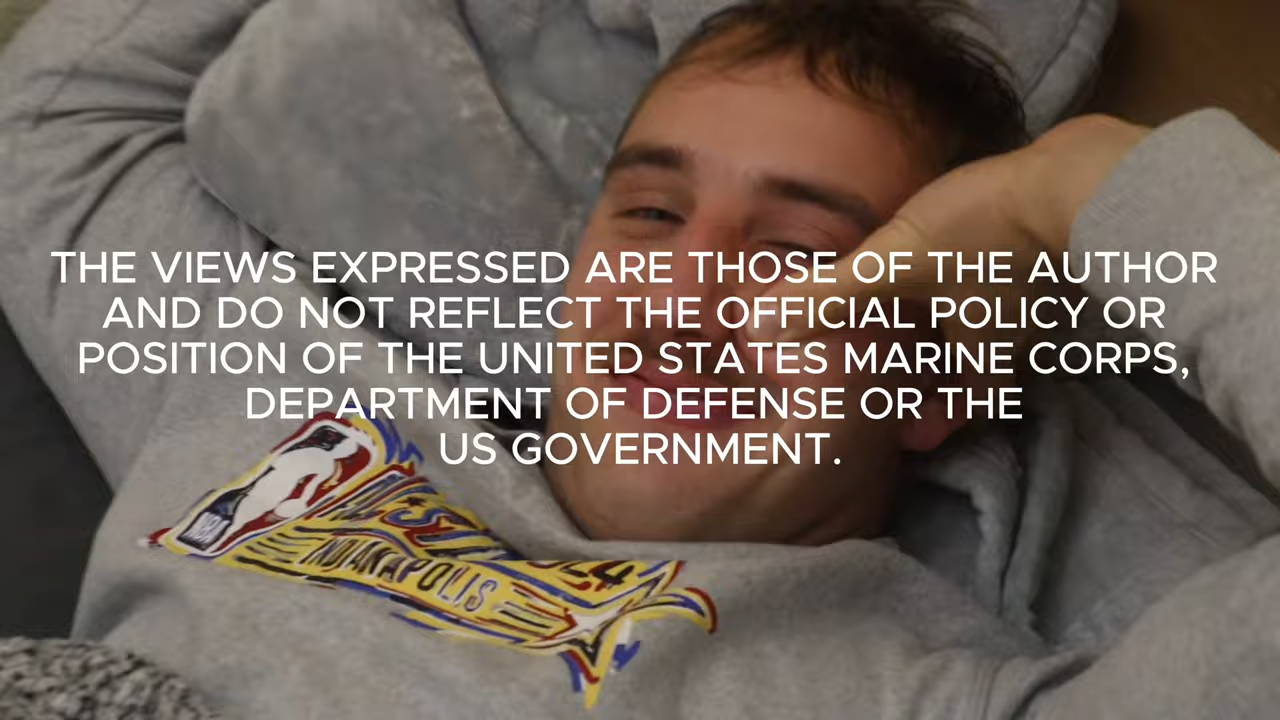 THE VIEWS EXPRESSED ARE THOSE OF THE AUTHOR
AND DO NOT REFLECT THE OFFICIAL POLICY OR
POSITION OF THE UNITED STATES MARINE CORPS,
DEPARTMENT OF DEFENSE OR THE
US GOVERNMENT.
NBA
INDIANAPOLIS